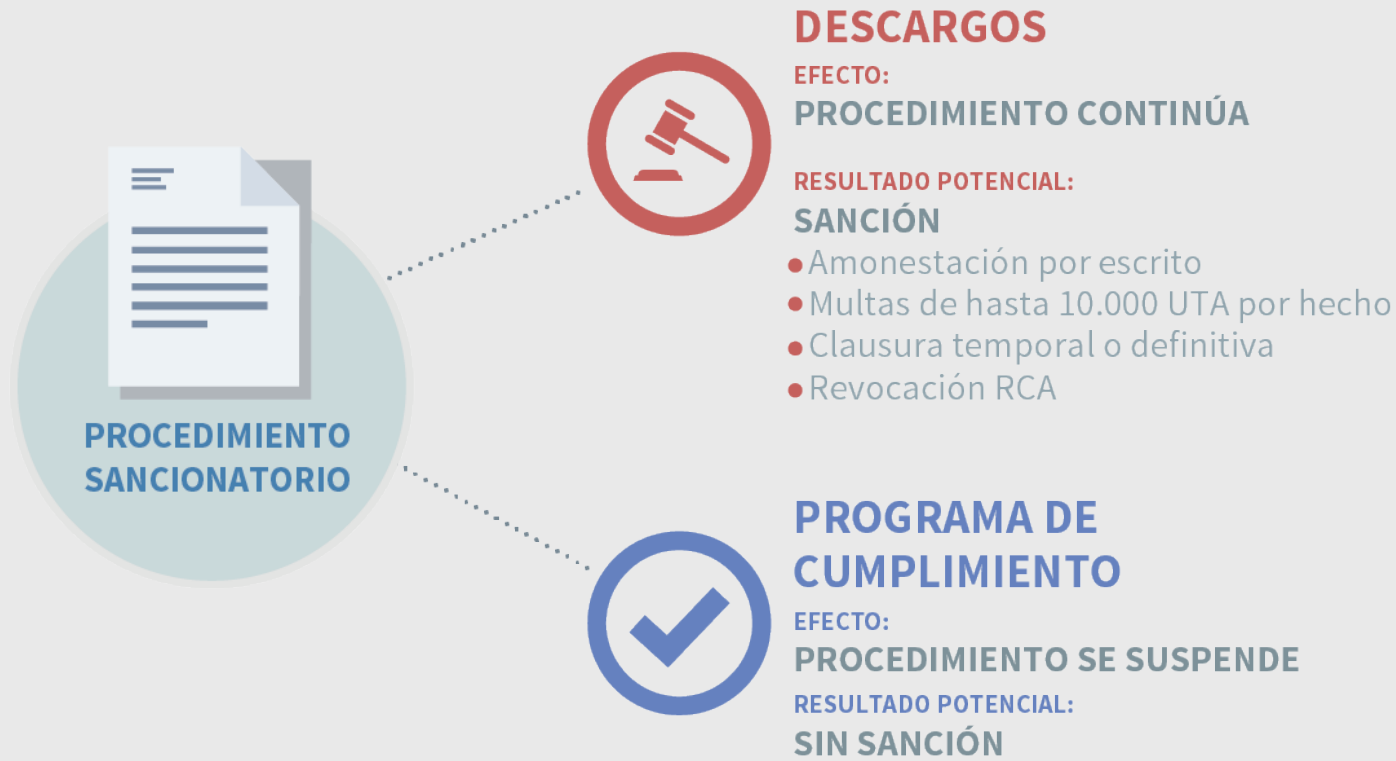 PROCEDIMIENTO
SANCIONATORIO
DESCARGOS
EFECTO:
PROCEDIMIENTO CONTINÚA
RESULTADO POTENCIAL:
SANCIÓN
Amonestación por escrito
Multas de hasta 10.000 UTA por hecho
Clausura temporal o definitiva
Revocación RCA
PROGRAMA DE
CUMPLIMIENTO
EFECTO:
PROCEDIMIENTO SE SUSPENDE
RESULTADO POTENCIAL:
SIN SANCIÓN